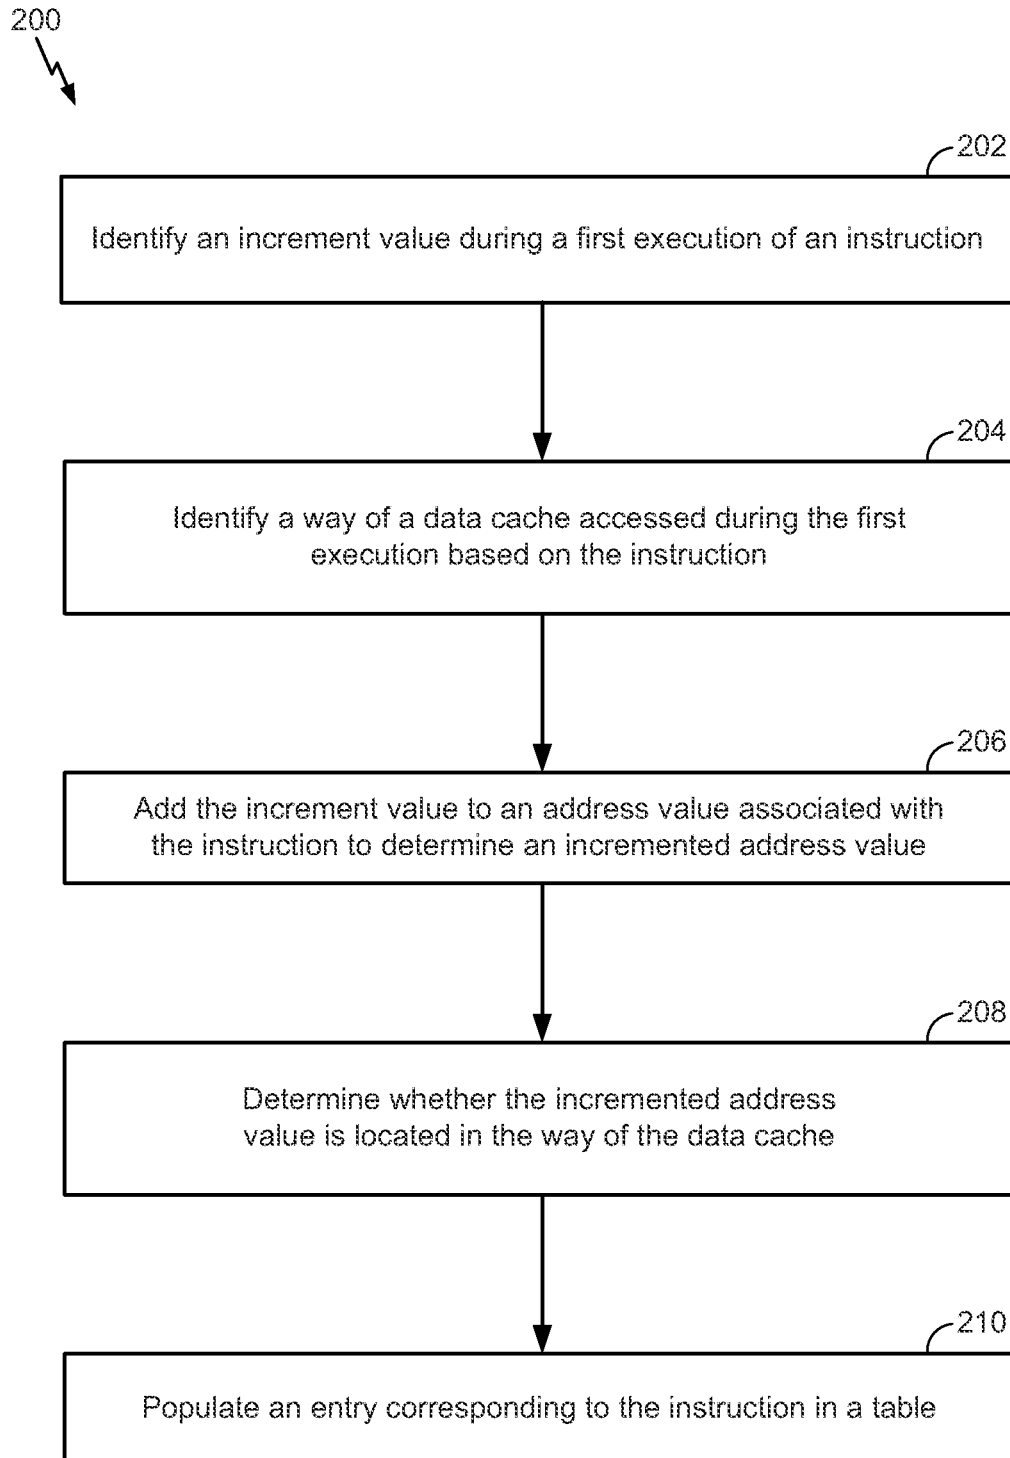 200
202
Identify an increment value during a first execution of an instruction
204
Identify a way of a data cache accessed during the first
execution based on the instruction
206
Add the increment value to an address value associated with
the instruction to determine an incremented address value
208
Determine whether the incremented address
value is located in the way of the data cache
210
Populate an entry corresponding to the instruction in a table